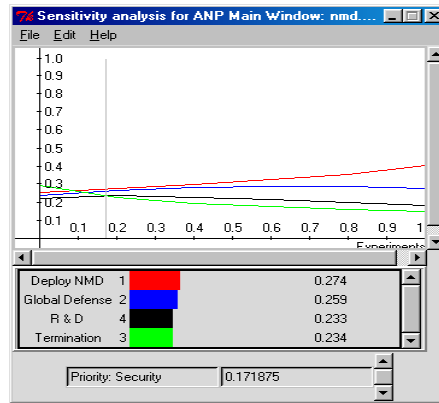 Sensitivity analysis for ANP Main Window: nmd....
File Edit Help
1.0
0.9
0.8
0.7
0.6
0.5
0.4
0.3
0.2
0.1
0.1 0.2 0.3 0.4 0.5 0.6 0.7 0.8 0.9 1
Experiments
Deploy NMD 1 0.274
Global Defense 2 0.259
R & D 4 0.233
Termination 3 0.234
Priority: Security 0.171875